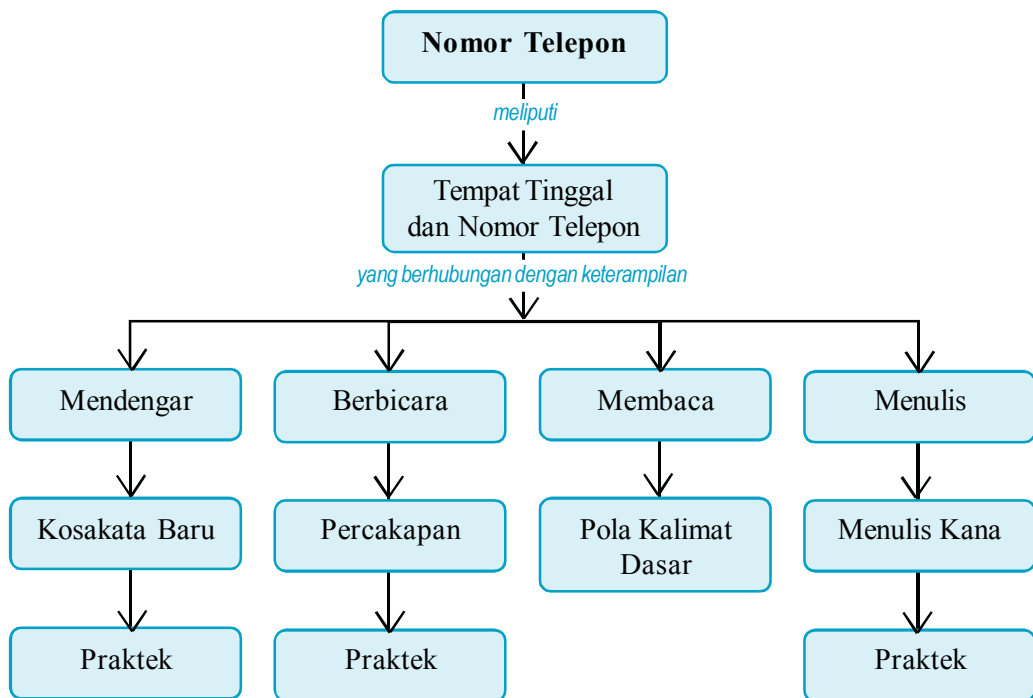 Nomor Telepon
meliputi
Tempat Tinggal
dan Nomor Telepon
yang berhubungan dengan keterampilan
Mendengar
Berbicara
Membaca
Menulis
Kosakata Baru
Percakapan
Pola Kalimat
Dasar
Menulis Kana
Praktek
Praktek
Praktek